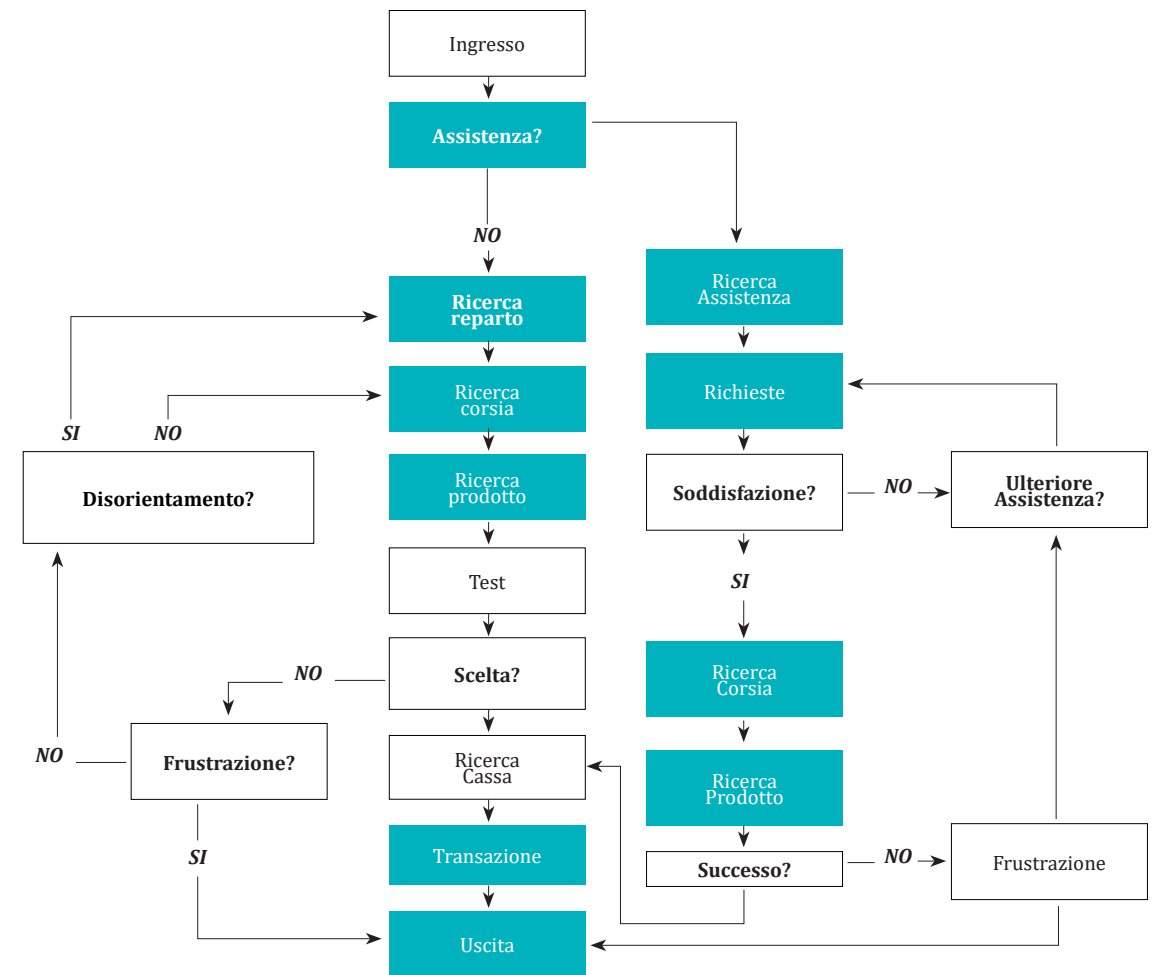 Ingresso
Assistenza?
NO
Ricerca
reparto
Ricerca
corsia
SI
NO
Disorientamento?
Ricerca
prodotto
Test
Scelta?
NO
Frustrazione?
NO
SI
Ricerca
Cassa
Transazione
Uscita
Ricerca
Assistenza
Richieste
Soddisfazione?
NO
Ulteriore
Assistenza?
SI
Ricerca
Corsia
Ricerca
Prodotto
Successo?
NO
Frustrazione